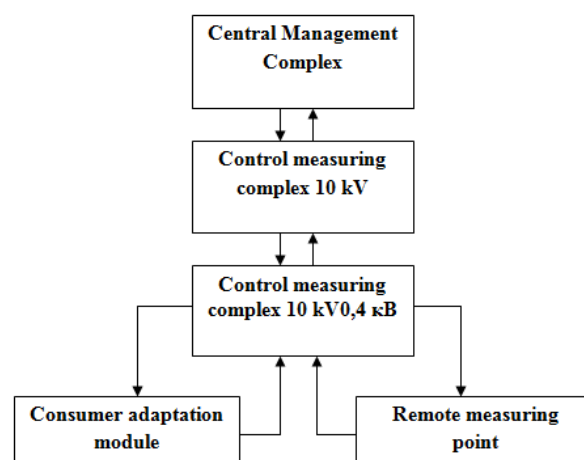 Central Management
Complex
Control measuring
complex 10 kV
Control measuring
complex 10 kV0,4 кВ
Consumer adaptation
module
Remote measuring
point